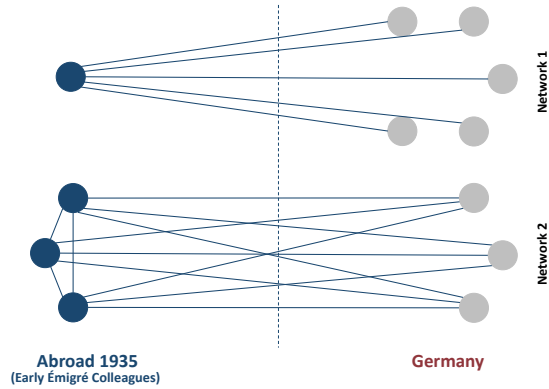 Network 1
Network 2
Abroad 1935
(Early Émigré Colleagues)
Germany